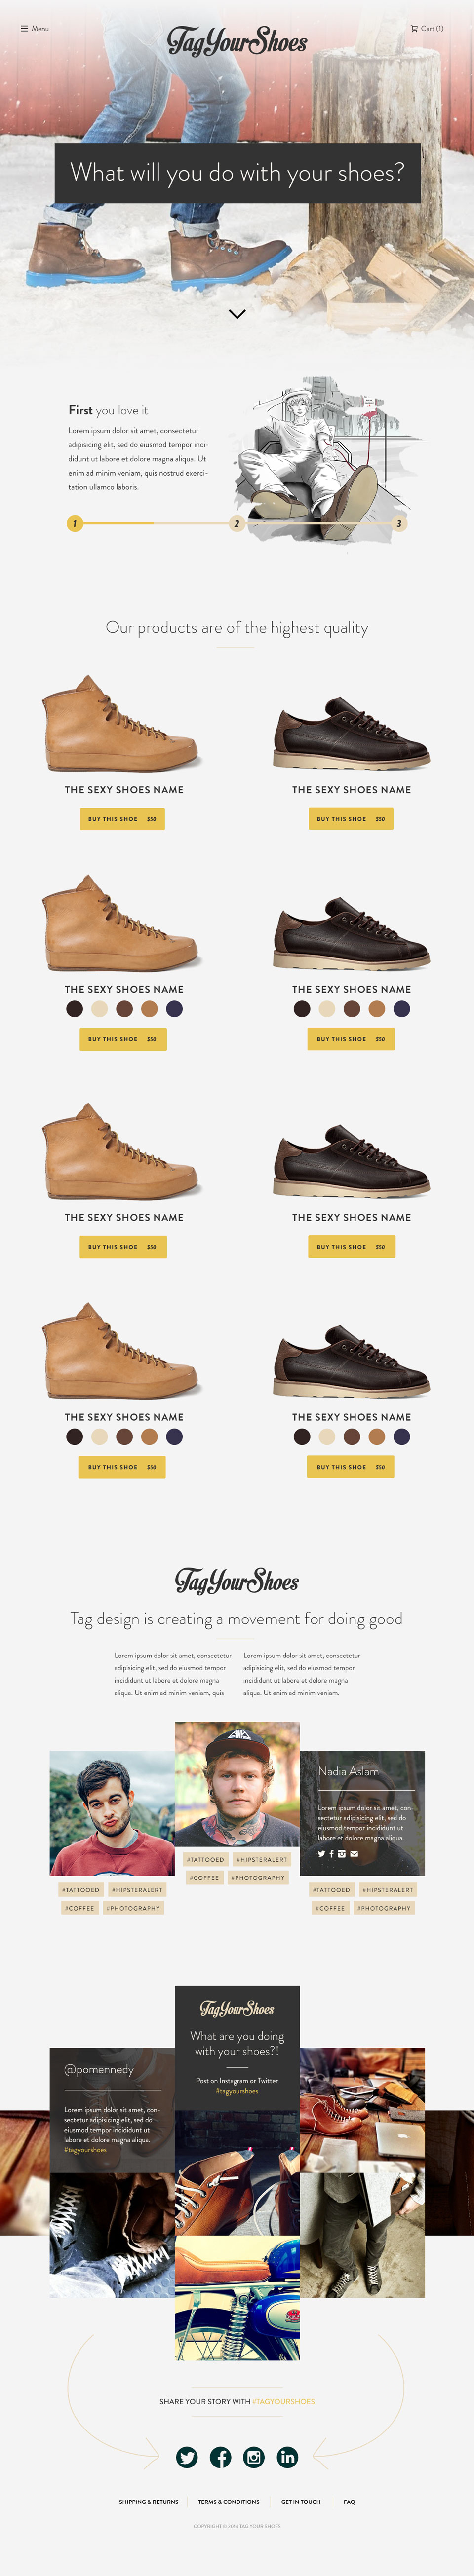 Menu
TagYourShoes
Cart (1)
What will you do with your shoes?
First you love it
Lorem ipsum dolor sit amet, consectetur
adipisicing elit, sed do eiusmod tempor inci-
didunt ut labore et dolore magna aliqua. Ut
enim ad minim veniam, quis nostrud exerci-
tation ullamco laboris.
1
2
3
Our products are of the highest quality
THE SEXY SHOES NAME
THE SEXY SHOES NAME
BUY THIS SHOE $50
BUY THIS SHOE $50
THE SEXY SHOES NAME
THE SEXY SHOES NAME
BUY THIS SHOE $50
BUY THIS SHOE $50
THE SEXY SHOES NAME
THE SEXY SHOES NAME
BUY THIS SHOE $50
BUY THIS SHOE $50
THE SEXY SHOES NAME
THE SEXY SHOES NAME
BUY THIS SHOE $50
BUY THIS SHOE $50
TagYourShoes
Tag design is creating a movement for doing good
Lorem ipsum dolor sit amet, consectetur
adipisicing elit, sed do eiusmod tempor
incididunt ut labore et dolore magna
aliqua. Ut enim ad minim veniam, quis
Lorem ipsum dolor sit amet, consectetur
adipisicing elit, sed do eiusmod tempor
incididunt ut labore et dolore magna
aliqua. Ut enim ad minim veniam.
#TATTOOED #HIPSTERALERT
#COFFEE #PHOTOGRAPHY
#TATTOOED #HIPSTERALERT
#COFFEE #PHOTOGRAPHY
Nadia Aslam
Lorem ipsum dolor sit amet, con-
sectetur adipisicing elit, sed do
eiusmod tempor incididunt ut
labore et dolore magna aliqua.
#TATTOOED #HIPSTERALERT
#COFFEE #PHOTOGRAPHY
TagYourShoes
What are you doing
with your shoes?!
Post on Instagram or Twitter
#tagyourshoes
@pomennedy
Lorem ipsum dolor sit amet, con-
sectetur adipisicing elit, sed do
eiusmod tempor incididunt ut
labore et dolore magna aliqua.
#tagyourshoes
SHARE YOUR STORY WITH #TAGYOURSHOES
SHIPPING & RETURNS
TERMS & CONDITIONS
GET IN TOUCH
FAQ
COPYRIGHT © 2014 TAG YOUR SHOES